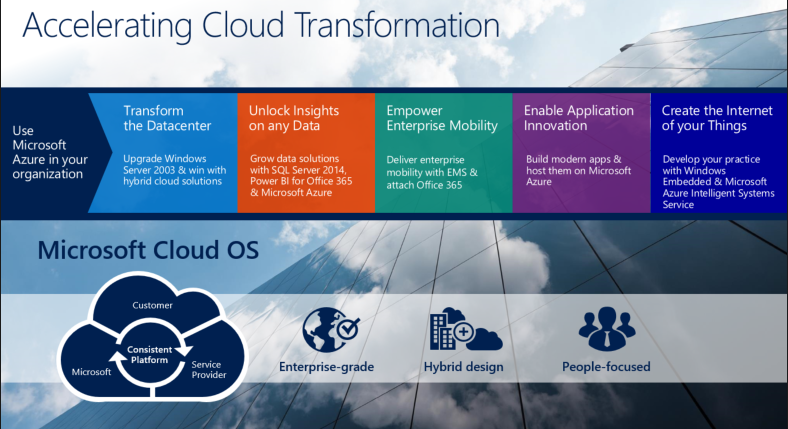 Accelerating Cloud Transformation
Use
Microsoft
Azure in your
organization
Transform
the Datacenter
Upgrade Windows
Server 2003 & win with
hybrid cloud solutions
Unlock Insights
on any Data
Grow data solutions
with SQL Server 2014,
Power BI for Office 365
& Microsoft Azure
Empower
Enterprise Mobility
Deliver enterprise
mobility with EMS &
attach Office 365
Enable Application
Innovation
Build modern apps &
host them on Microsoft
Azure
Create the Internet
of your Things
Develop your practice
with Windows
Embedded & Microsoft
Azure Intelligent Systems
Service
Microsoft Cloud OS
Customer
Consistent
Platform
Microsoft
Service
Provider
Enterprise-grade
Hybrid design
People-focused